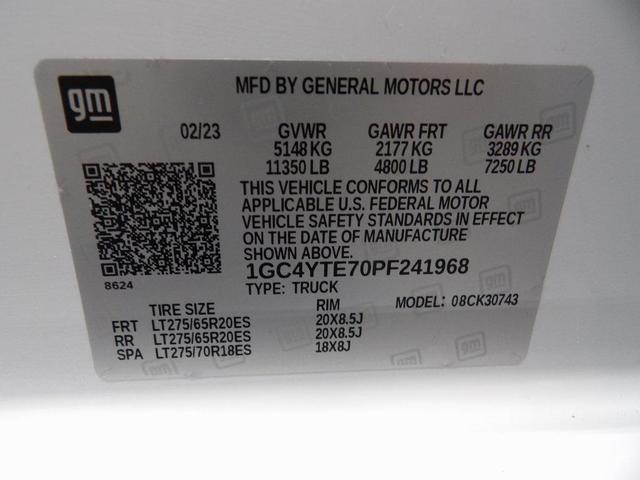 gm
MFD BY GENERAL MOTORS LLC
02/23 GVWR GAWR FRT GAWR RR
5148 KG 2177 KG 3289 KG
11350 LB 4800 LB 7250 LB
THIS VEHICLE CONFORMS TO ALL
APPLICABLE U.S. FEDERAL MOTOR
VEHICLE SAFETY STANDARDS IN EFFECT
ON THE DATE OF MANUFACTURE
SHOWN ABOVE.
8624
1GC4YTE70PF241968
TYPE: TRUCK
TIRE SIZE RIM MODEL: 08CK30743
FRT LT275/65R20ES 20X8.5J
RR LT275/65R20ES 20X8.5J
SPA LT275/70R18ES 18X8J